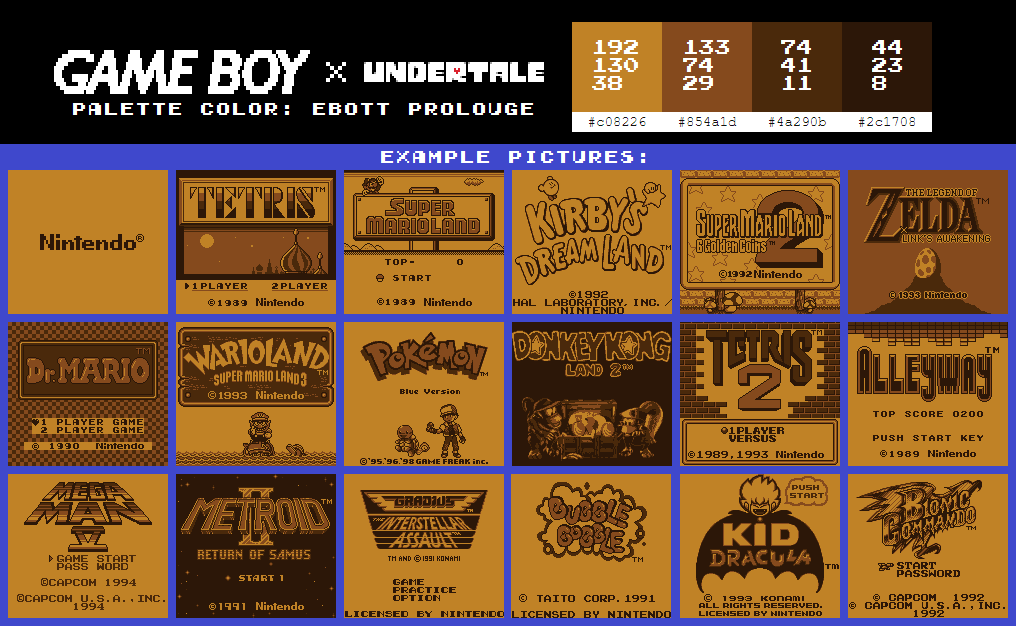 GAME BOY X UNDERTALE
PALETTE COLOR: EBOTT PROLOUGE
192 133 74 44
130 74 41 23
38 29 11 8
#c08226 #854a1d #4a290b #2c1708
EXAMPLE PICTURES:
Nintendo®
TETRIS™
▶1PLAYER 2PLAYER
©1989 Nintendo
SUPER
MARIOLAND
TOP- 0
START
©1989 Nintendo
KIRBY'S
DREAM LAND™
©1992
HAL LABORATORY, INC. /
NINTENDO
SUPER MARIO LAND 2
6 Golden Coins™
©1992 Nintendo
THE LEGEND OF
ZELDA™
LINK'S AWAKENING
© 1993 Nintendo
DR. MARIO™
♥1 PLAYER GAME
2 PLAYER GAME
© 1990 Nintendo
WARIOLAND
SUPER MARIO LAND 3™
©1993 Nintendo
POKéMON™
Blue Version
©'95.'96.'98 GAME FREAK inc.
DONKEY KONG
LAND 2™
TETRIS™
2
1PLAYER
VERSUS
©1989,1993 Nintendo
ALLEYWAY™
TOP SCORE 0200
PUSH START KEY
©1989 Nintendo
MEGA
MAN
IV
GAME START
PASS WORD
©CAPCOM 1994
©CAPCOM U.S.A.,INC.
1994
METROID™
II
RETURN OF SAMUS
START 1
©1991 Nintendo
GRADIUS
THE INTERSTELLAR
ASSAULT™
TM AND © 1991 KONAMI
GAME
PRACTICE
OPTION
LICENSED BY NINTENDO
BUBBLE
BOBBLE™
© TAITO CORP. 1991
LICENSED BY NINTENDO
PUSH
START
KID
DRACULA™
© 1993 KONAMI
ALL RIGHTS RESERVED.
LICENSED BY NINTENDO
BIONIC
COMMANDO™
START
PASSWORD
© CAPCOM 1992
© CAPCOM U.S.A.,INC.
1992